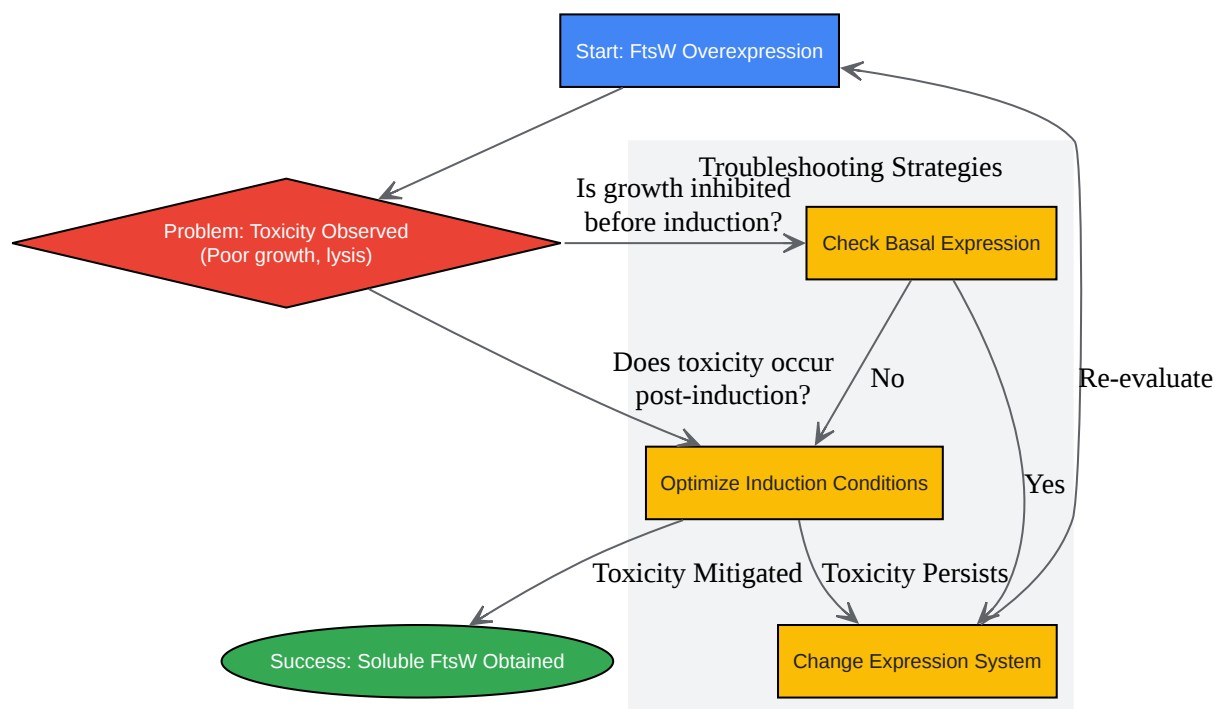 Start: FtsW Overexpression
Troubleshooting Strategies
Is growth inhibited
before induction?
Problem: Toxicity Observed
(Poor growth, lysis)
Check Basal Expression
Does toxicity occur
post-induction?
No
Re-evaluate
Optimize Induction Conditions
Yes
Toxicity Mitigated
Toxicity Persists
Success: Soluble FtsW Obtained
Change Expression System